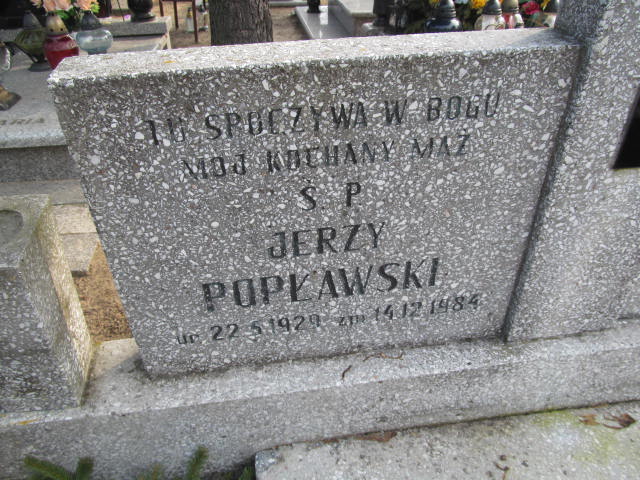 TU SPOCZYWA W BOGU
MÓJ KOCHANY MĄŻ
Ś. P.
JERZY
POPŁAWSKI
ur 22.5.1929 zm 14.12.1984